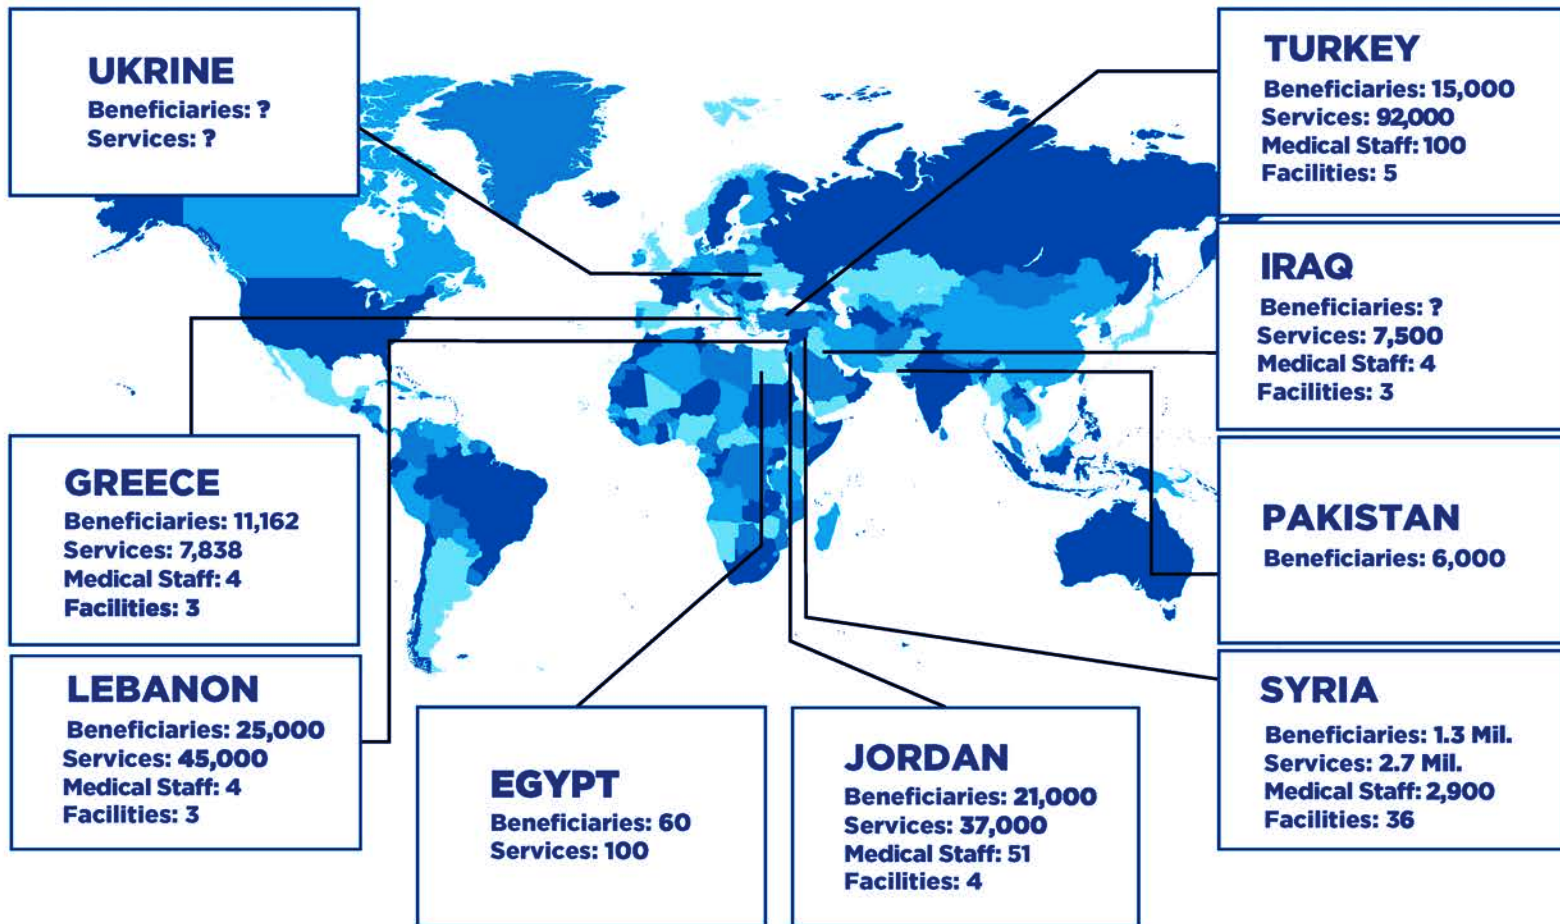 UKRINE
Beneficiaries: ?
Services: ?
TURKEY
Beneficiaries: 15,000
Services: 92,000
Medical Staff: 100
Facilities: 5
IRAQ
Beneficiaries: ?
Services: 7,500
Medical Staff: 4
Facilities: 3
GREECE
Beneficiaries: 11,162
Services: 7,838
Medical Staff: 4
Facilities: 3
PAKISTAN
Beneficiaries: 6,000
LEBANON
Beneficiaries: 25,000
Services: 45,000
Medical Staff: 4
Facilities: 3
EGYPT
Beneficiaries: 60
Services: 100
JORDAN
Beneficiaries: 21,000
Services: 37,000
Medical Staff: 51
Facilities: 4
SYRIA
Beneficiaries: 1.3 Mil.
Services: 2.7 Mil.
Medical Staff: 2,900
Facilities: 36